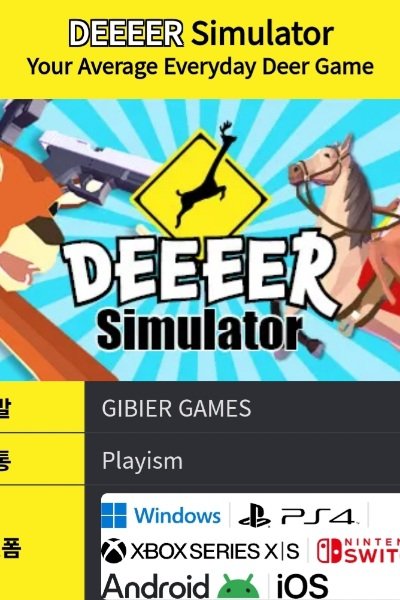 DEEEER Simulator
Your Average Everyday Deer Game
DEEEER
Simulator
발 GIBIER GAMES
통 Playism
폼
Windows | PS4 |
XBOX SERIES X|S | NINTEN
SWIT
Android | iOS